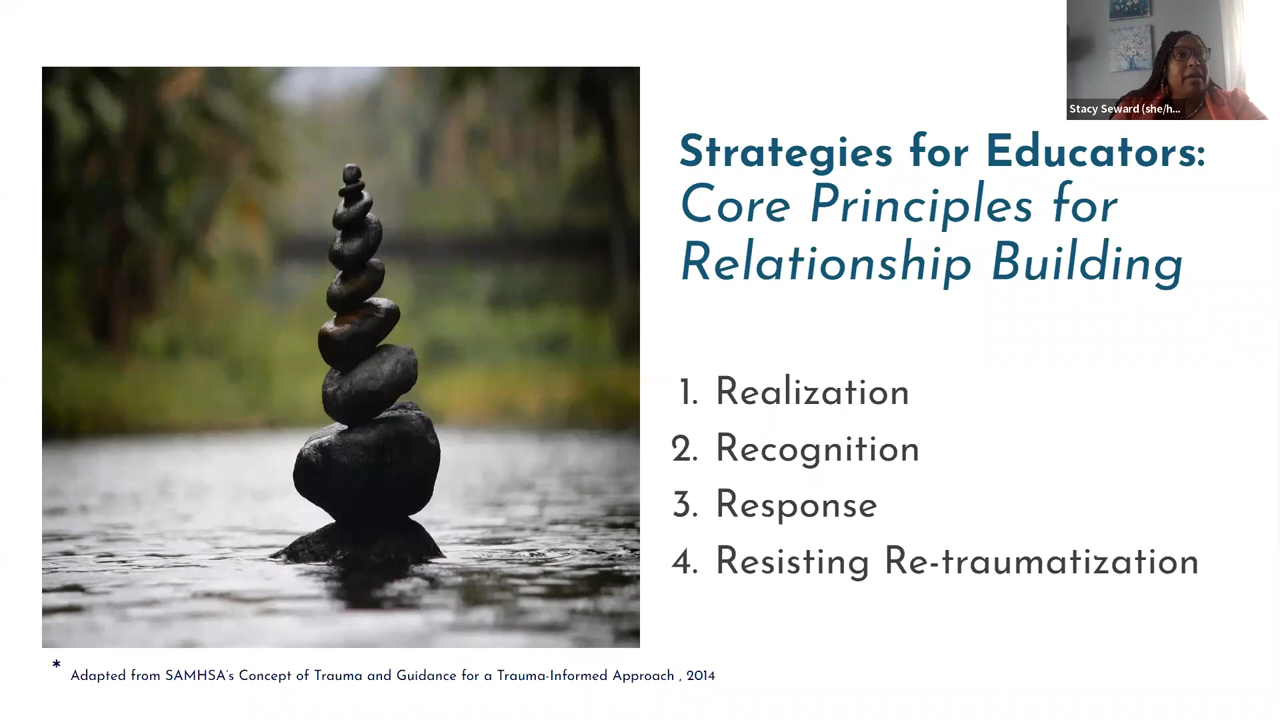 Stacy Seward (she/h...
Strategies for Educators:
Core Principles for
Relationship Building
1. Realization
2. Recognition
3. Response
4. Resisting Re-traumatization
* Adapted from SAMHSA's Concept of Trauma and Guidance for a Trauma-Informed Approach , 2014